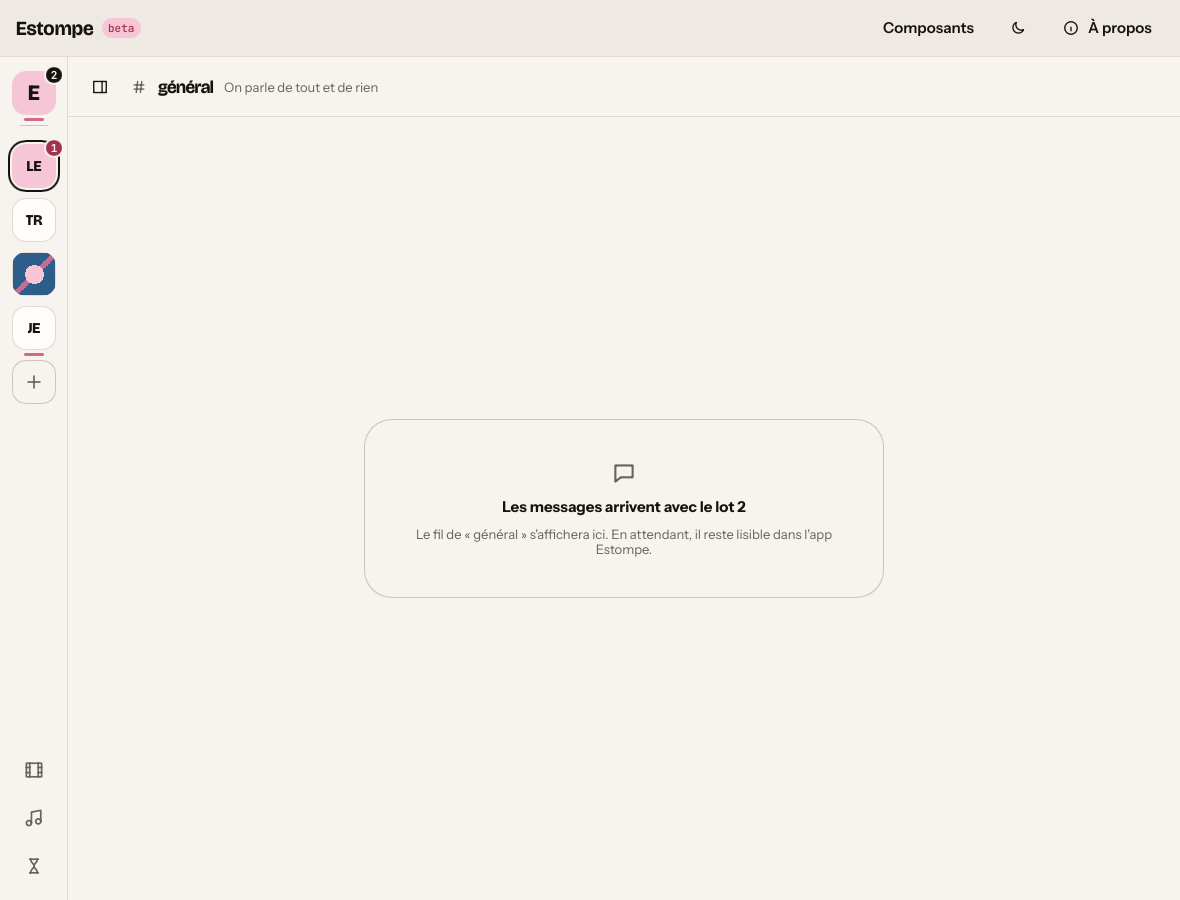 Estompe beta
Composants
À propos
E 2
LE 1
TR
JE
# général On parle de tout et de rien
Les messages arrivent avec le lot 2
Le fil de « général » s'affichera ici. En attendant, il reste lisible dans l'app
Estompe.